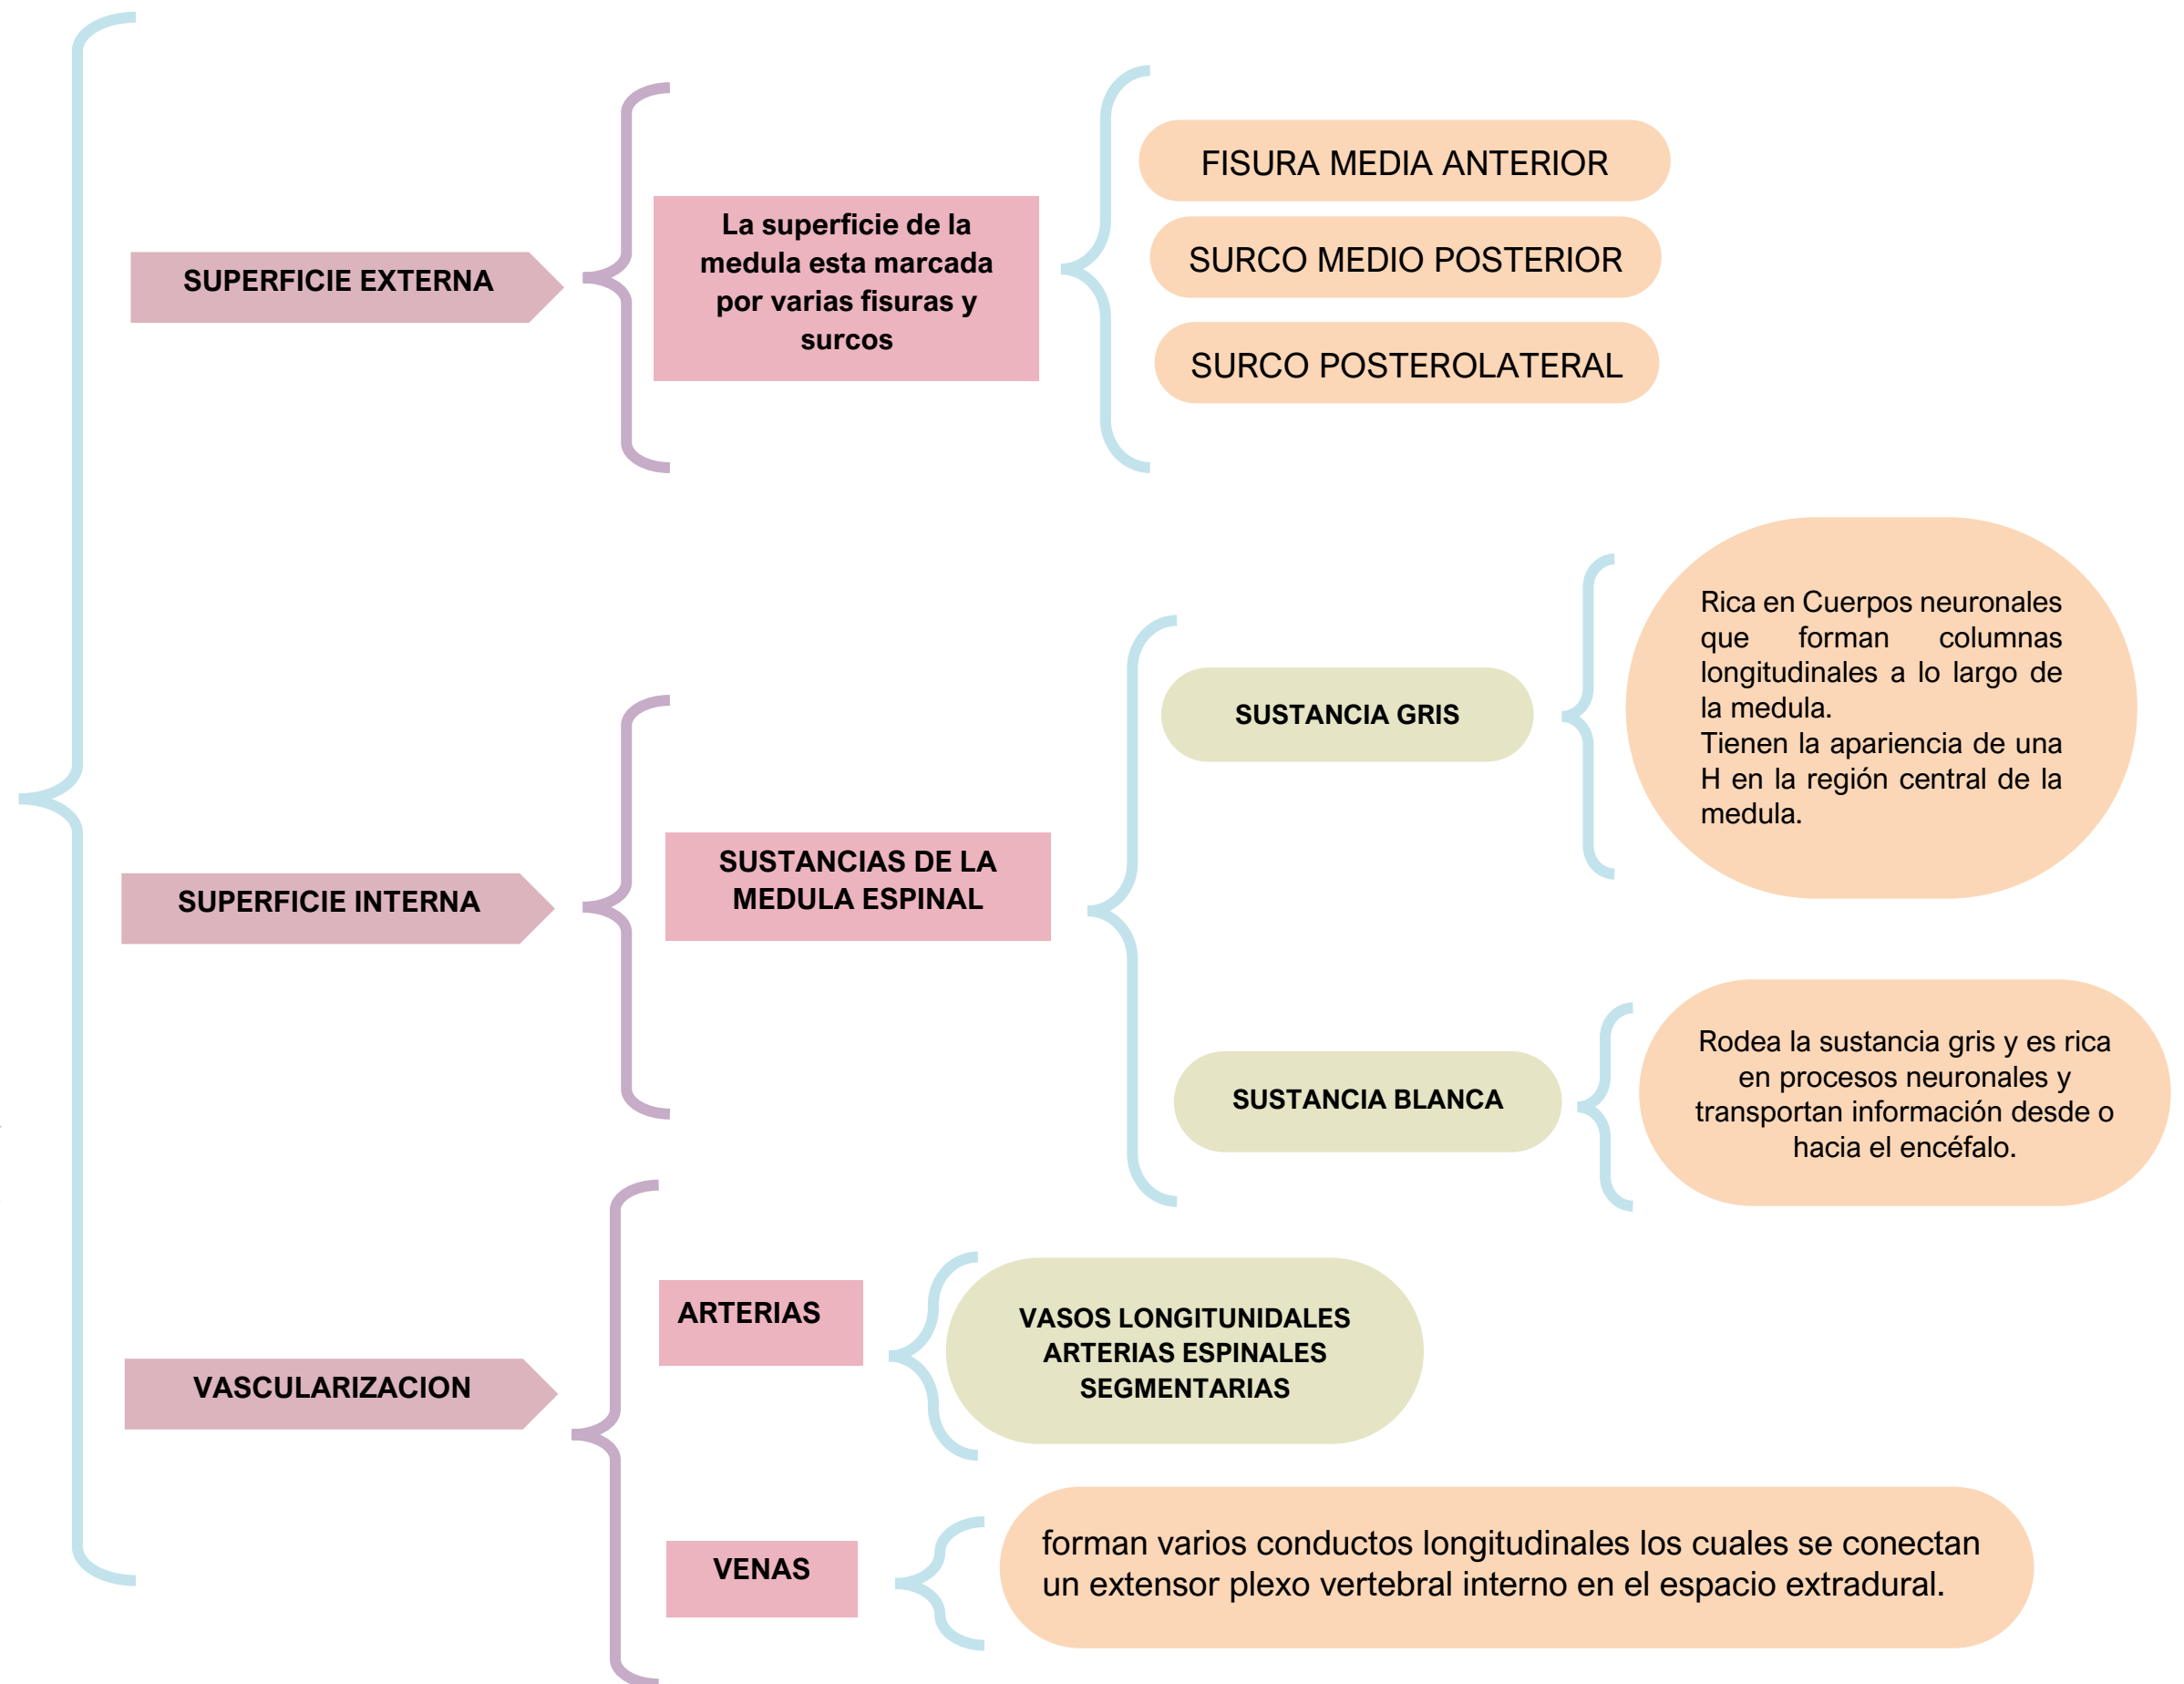 SUPERFICIE EXTERNA
La superficie de la
medula esta marcada
por varias fisuras y
surcos
FISURA MEDIA ANTERIOR
SURCO MEDIO POSTERIOR
SURCO POSTEROLATERAL
SUPERFICIE INTERNA
SUSTANCIAS DE LA
MEDULA ESPINAL
SUSTANCIA GRIS
Rica en Cuerpos neuronales
que forman columnas
longitudinales a lo largo de
la medula.
Tienen la apariencia de una
H en la región central de la
medula.
SUSTANCIA BLANCA
Rodea la sustancia gris y es rica
en procesos neuronales y
transportan información desde o
hacia el encéfalo.
VASCULARIZACION
ARTERIAS
VASOS LONGITUNIDALES
ARTERIAS ESPINALES
SEGMENTARIAS
VENAS
forman varios conductos longitudinales los cuales se conectan
un extensor plexo vertebral interno en el espacio extradural.